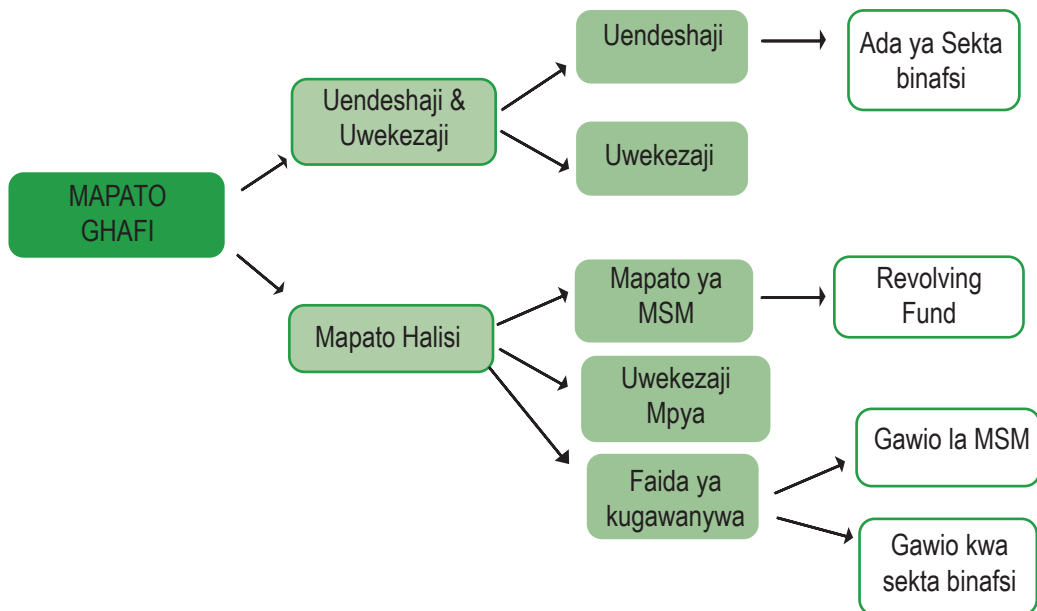 MAPATO
GHAFI
Uendeshaji &
Uwekezaji
Uendeshaji
Ada ya Sekta
binafsi
Uwekezaji
Mapato Halisi
Mapato ya
MSM
Revolving
Fund
Uwekezaji
Mpya
Faida ya
kugawanywa
Gawio la MSM
Gawio kwa
sekta binafsi